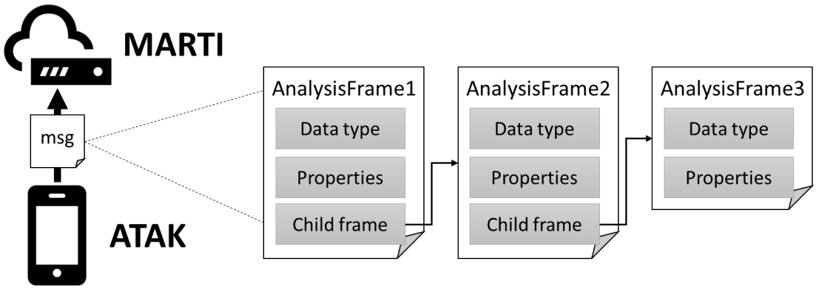 MARTI
msg
ATAK
AnalysisFrame1
Data type
Properties
Child frame
AnalysisFrame2
Data type
Properties
Child frame
AnalysisFrame3
Data type
Properties